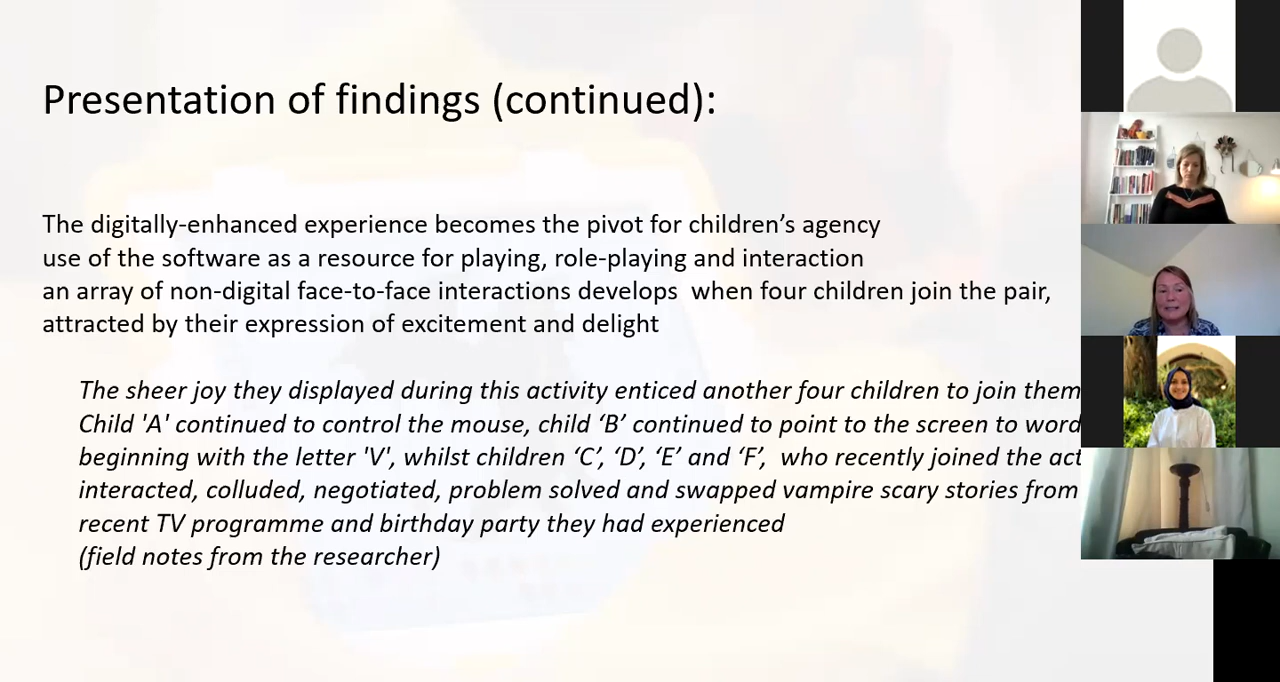 Presentation of findings (continued):
The digitally-enhanced experience becomes the pivot for children’s agency
use of the software as a resource for playing, role-playing and interaction
an array of non-digital face-to-face interactions develops  when four children join the pair,
attracted by their expression of excitement and delight
The sheer joy they displayed during this activity enticed another four children to join them
Child 'A' continued to control the mouse, child ‘B’ continued to point to the screen to word
beginning with the letter 'V', whilst children ‘C’, ‘D’, ‘E’ and ‘F’,  who recently joined the act
interacted, colluded, negotiated, problem solved and swapped vampire scary stories from
recent TV programme and birthday party they had experienced
(field notes from the researcher)